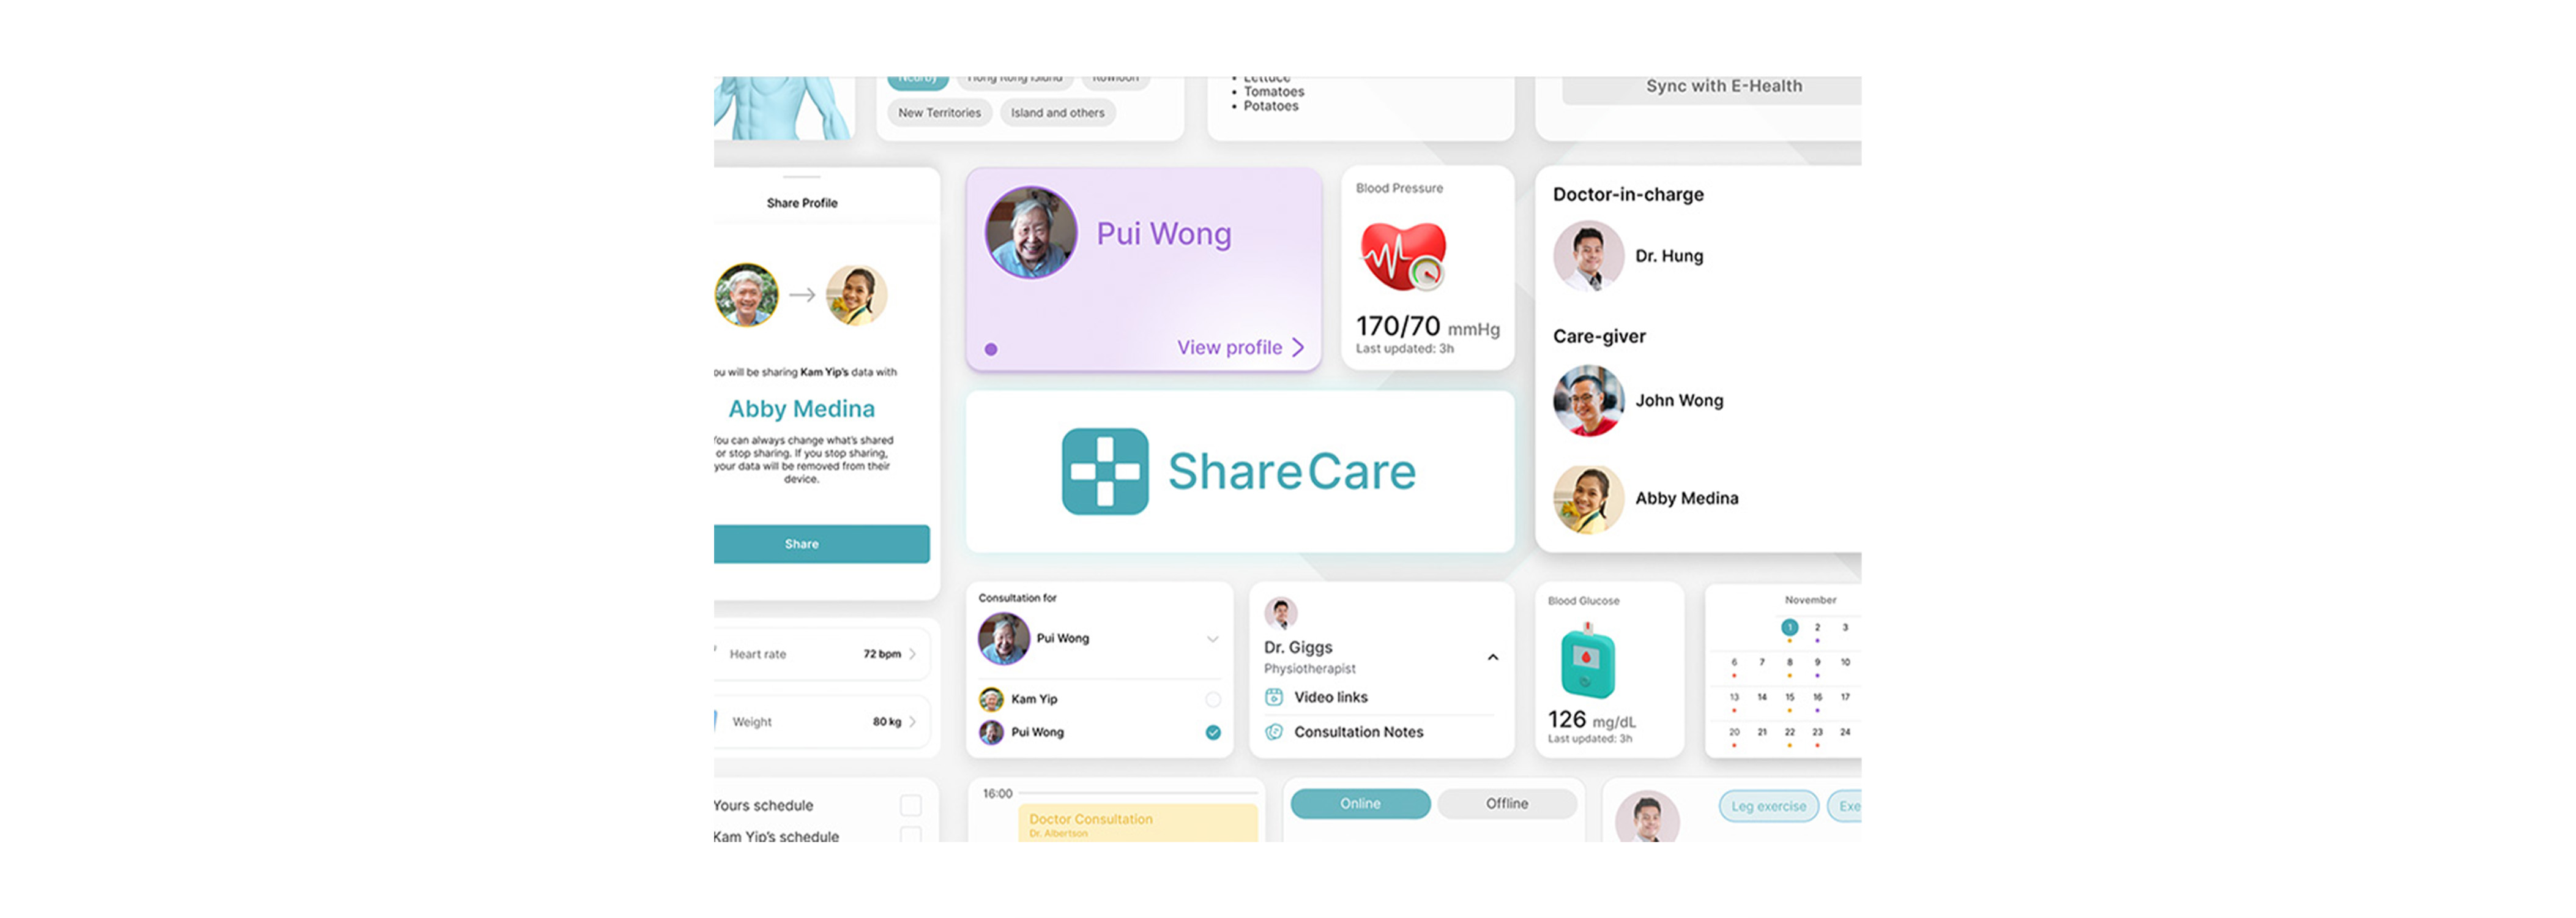 Nearby
Hong Kong Island
Kowloon
New Territories
Island and others
• Lettuce
• Tomatoes
• Potatoes
Sync with E-Health
Share Profile
ou will be sharing Kam Yip's data with
Abby Medina
You can always change what's shared
or stop sharing. If you stop sharing,
your data will be removed from their
device.
Share
Pui Wong
View profile
Blood Pressure
170/70 mmHg
Last updated: 3h
Doctor-in-charge
Dr. Hung
Care-giver
John Wong
Abby Medina
ShareCare
Heart rate
72 bpm
Weight
80 kg
Consultation for
Pui Wong
Kam Yip
Pui Wong
Dr. Giggs
Physiotherapist
Video links
Consultation Notes
Blood Glucose
126 mg/dL
Last updated: 3h
November
1 2 3
6 7 8 9 10
13 14 15 16 17
20 21 22 23 24
Yours schedule
Kam Yip's schedule
16:00
Doctor Consultation
Dr. Albertson
Online
Offline
Leg exercise
Exe